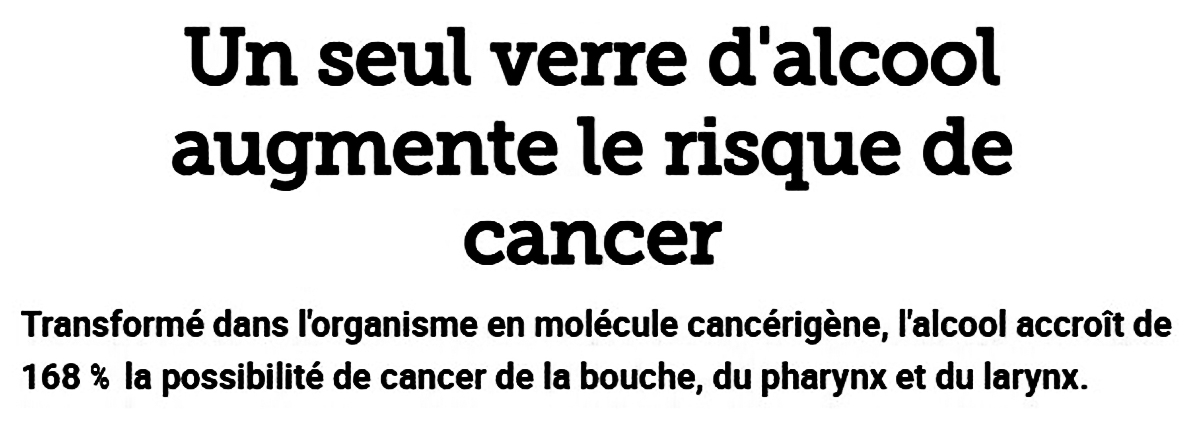 Un seul verre d'alcool
augmente le risque de
cancer
Transformé dans l'organisme en molécule cancérigène, l'alcool accroît de
168 % la possibilité de cancer de la bouche, du pharynx et du larynx.